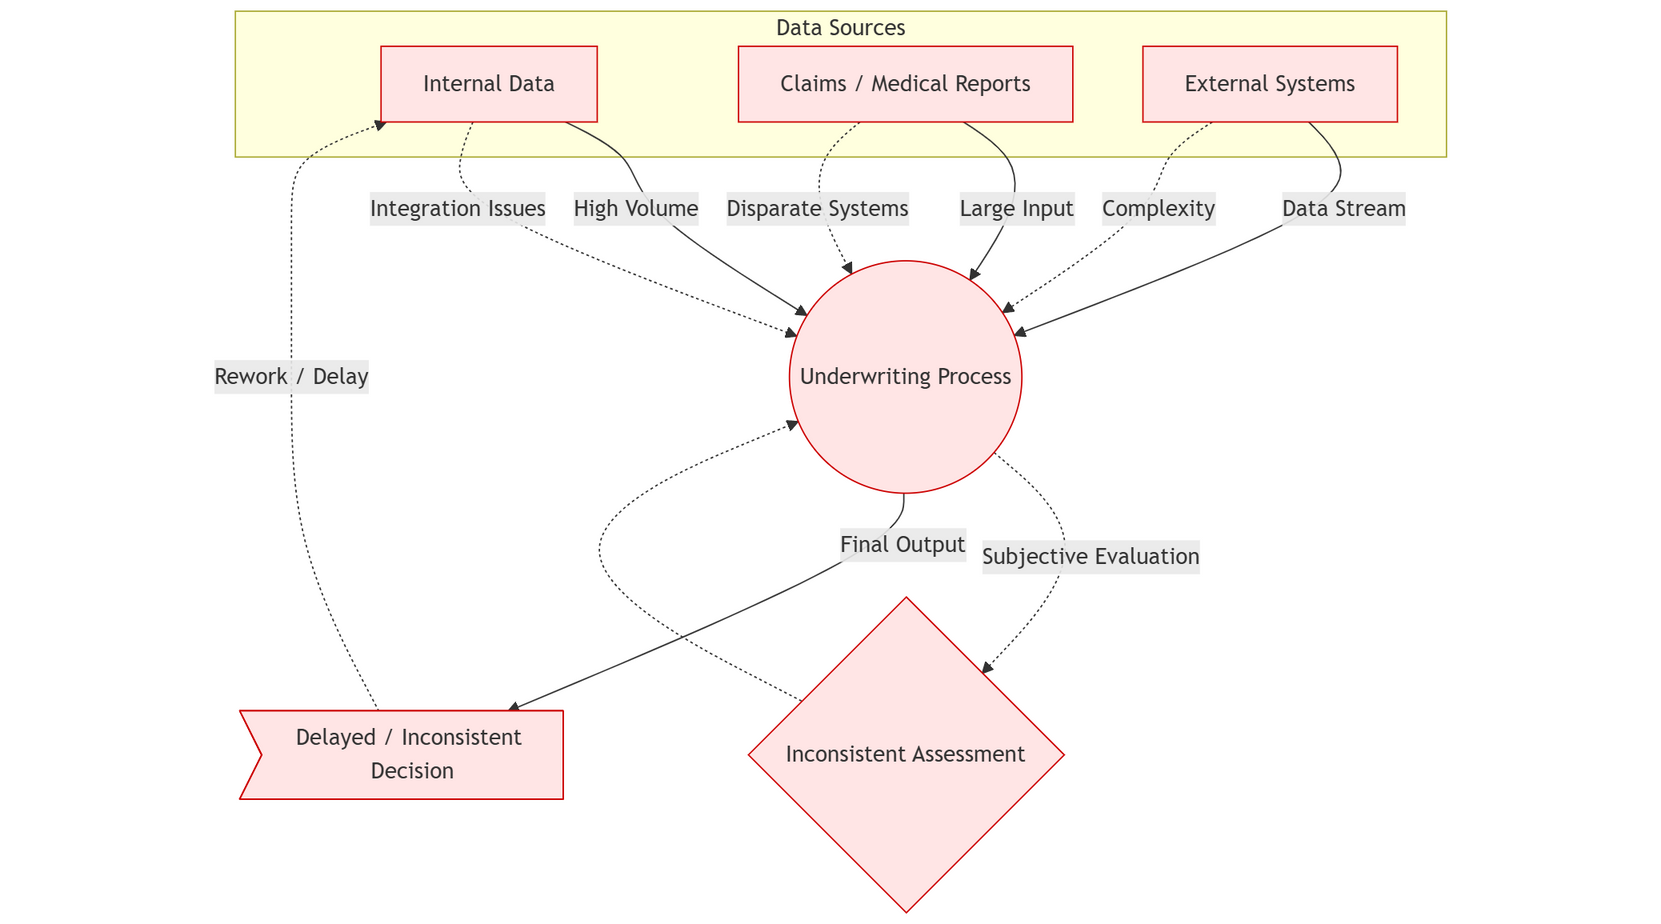 Data Sources
Internal Data
Claims / Medical Reports
External Systems
Integration Issues
High Volume
Disparate Systems
Large Input
Complexity
Data Stream
Rework / Delay
Underwriting Process
Final Output
Subjective Evaluation
Delayed / Inconsistent
Decision
Inconsistent Assessment